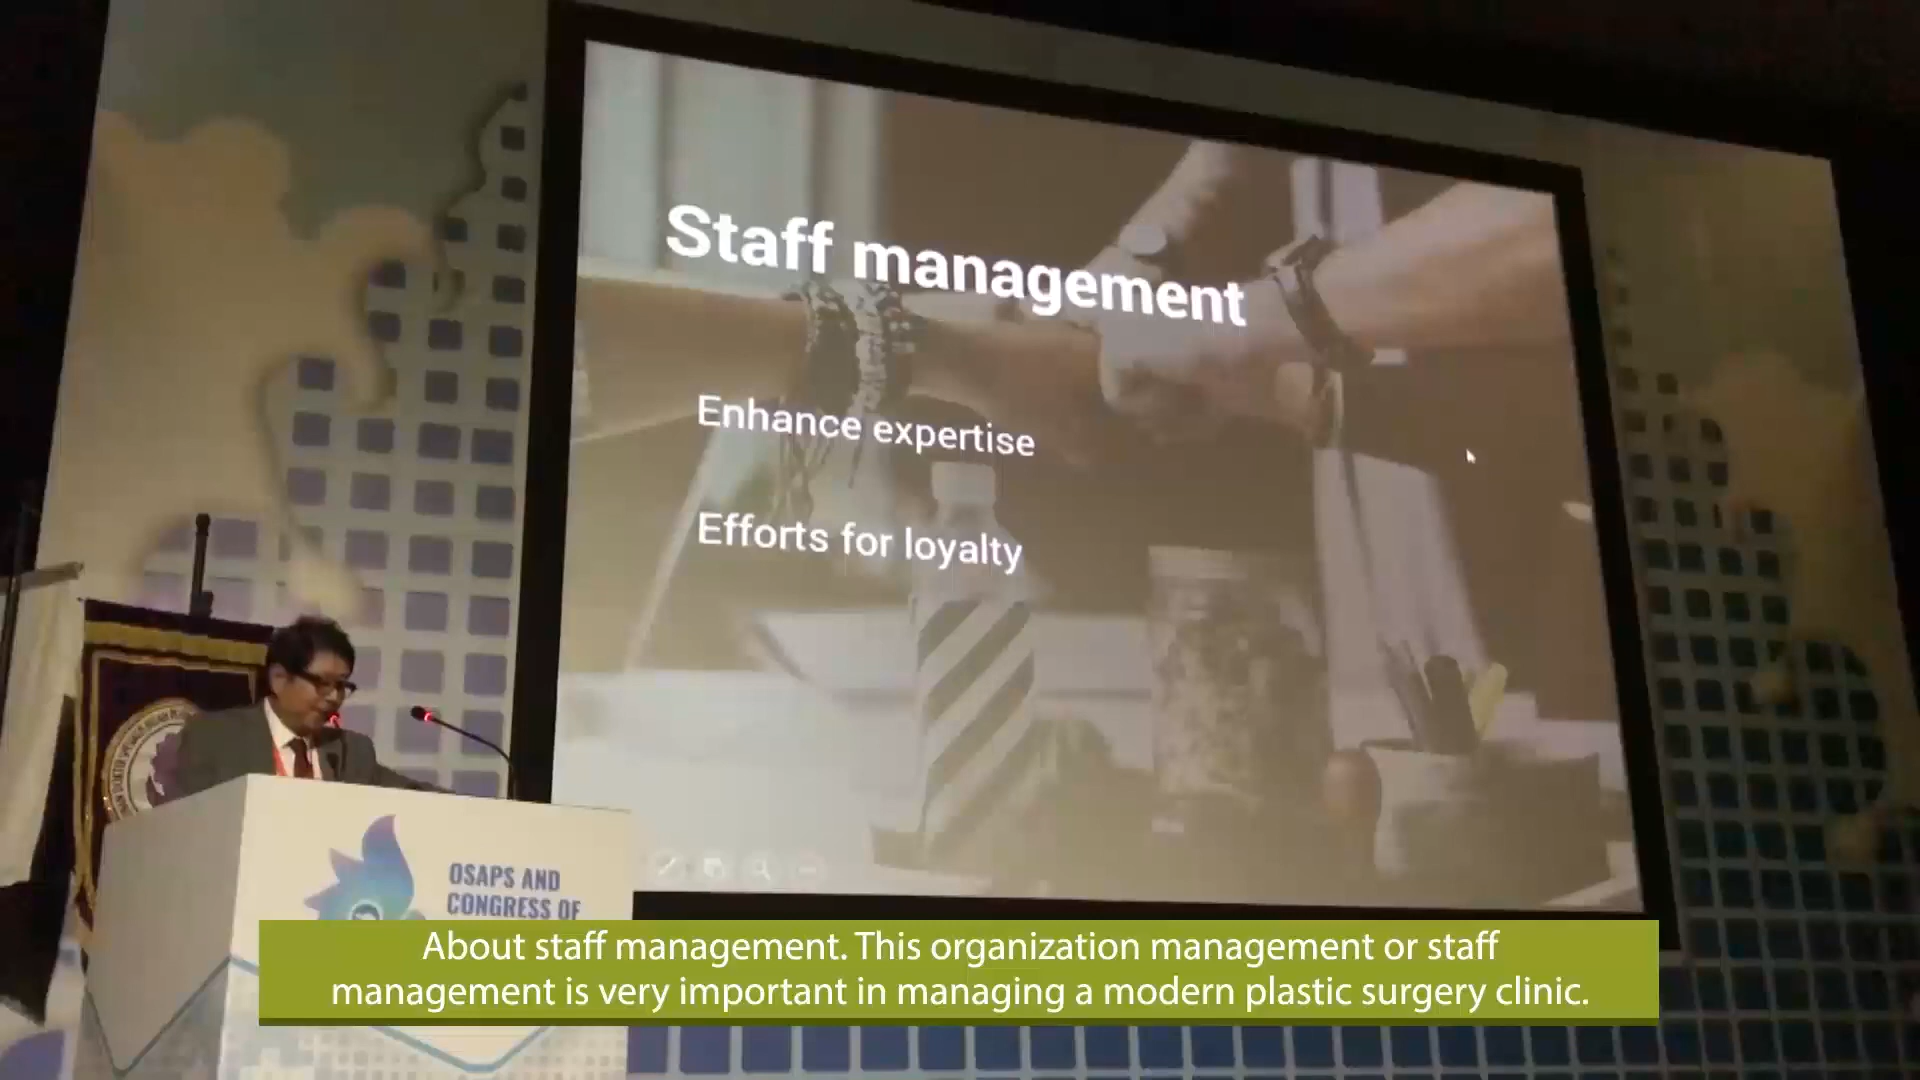 Staff management
Enhance expertise
Efforts for loyalty
OSAPS AND
CONGRESS OF
About staff management. This organization management or staff
management is very important in managing a modern plastic surgery clinic.